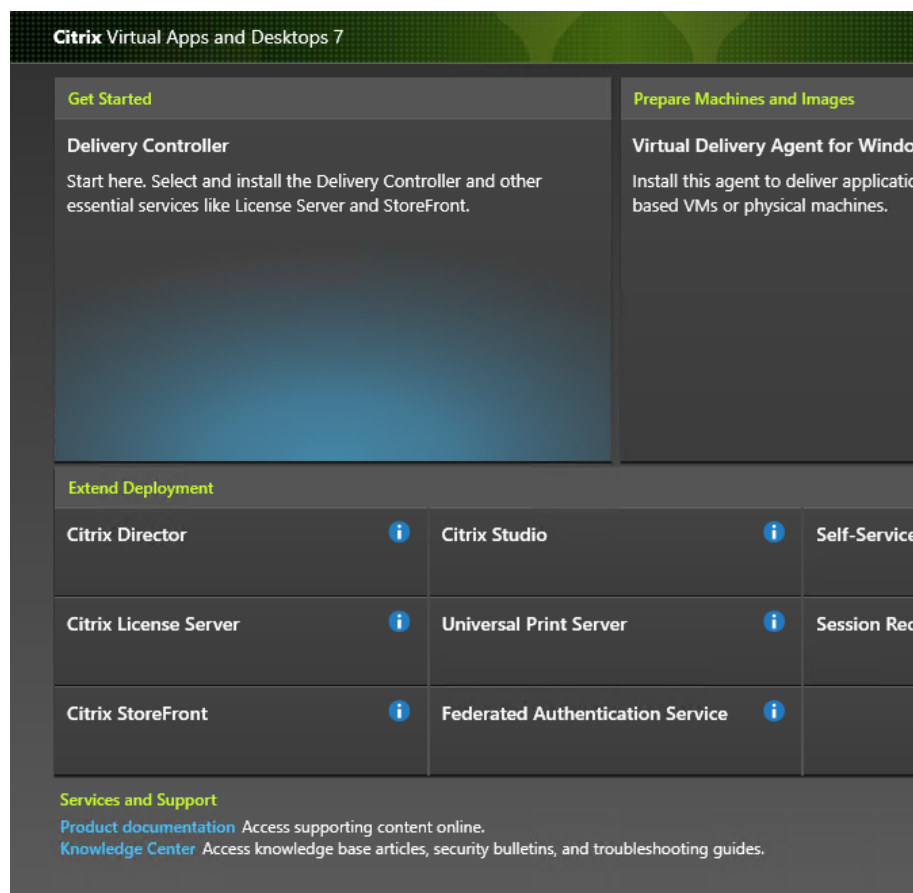 Citrix Virtual Apps and Desktops 7
Get Started
Delivery Controller
Start here. Select and install the Delivery Controller and other
essential services like License Server and StoreFront.
Prepare Machines and Images
Virtual Delivery Agent for
Install this agent to deliver
based VMs or physical machines.
Extend Deployment
Citrix Director
Citrix Studio
Self-Service
Citrix License Server
Universal Print Server
Session
Citrix StoreFront
Federated Authentication Service
Services and Support
Product documentation Access supporting content online.
Knowledge Center Access knowledge base articles, security bulletins, and troubleshooting guides.